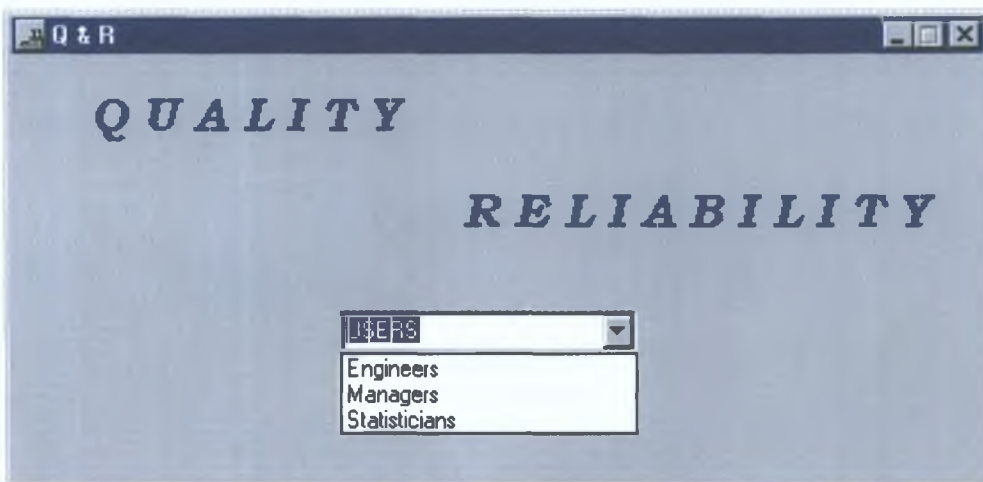 Q & R
QUALITY
RELIABILITY
USERS
Engineers
Managers
Statisticians